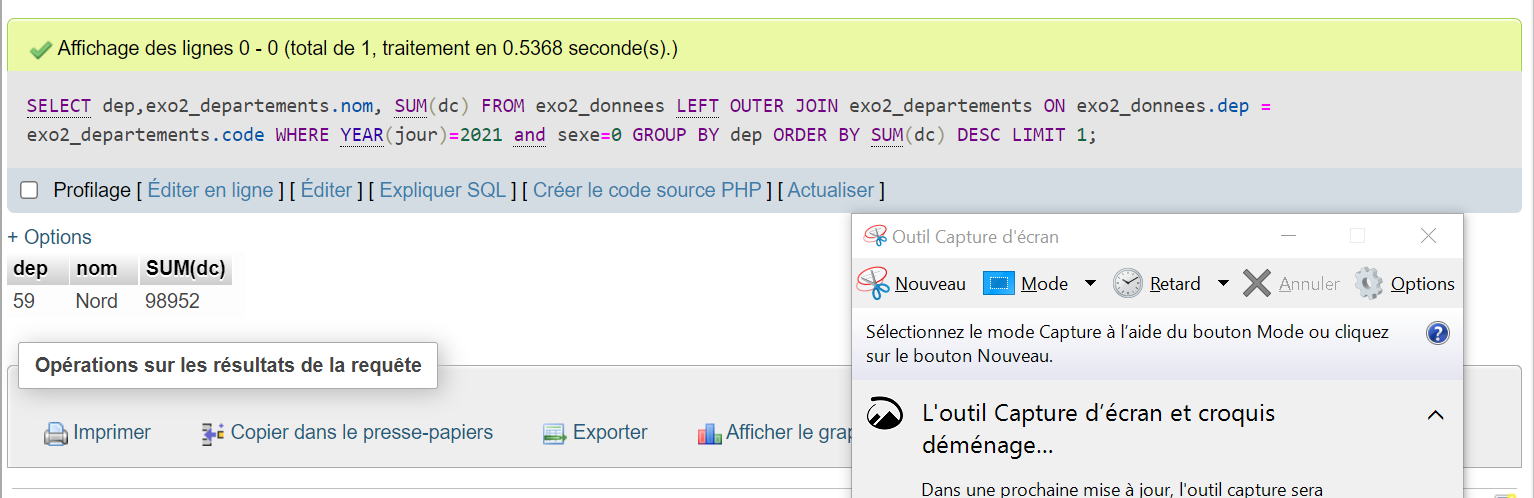 Affichage des lignes 0 - 0 (total de 1, traitement en 0.5368 seconde(s).)
SELECT dep,exo2_departements.nom, SUM(dc) FROM exo2_donnees LEFT OUTER JOIN exo2_departements ON exo2_donnees.dep =
exo2_departements.code WHERE YEAR(jour)=2021 and sexe=0 GROUP BY dep ORDER BY SUM(dc) DESC LIMIT 1;
Profilage [ Éditer en ligne ] [ Éditer ] [ Expliquer SQL ] [ Créer le code source PHP ] [ Actualiser ]
+ Options
dep nom SUM(dc)
59 Nord 98952
Opérations sur les résultats de la requête
Imprimer Copier dans le presse-papiers Exporter Afficher le grap
Outil Capture d'écran
Nouveau Mode Retard Annuler Options
Sélectionnez le mode Capture à l’aide du bouton Mode ou cliquez
sur le bouton Nouveau.
L'outil Capture d’écran et croquis
déménage...
Dans une prochaine mise à jour, l'outil capture sera